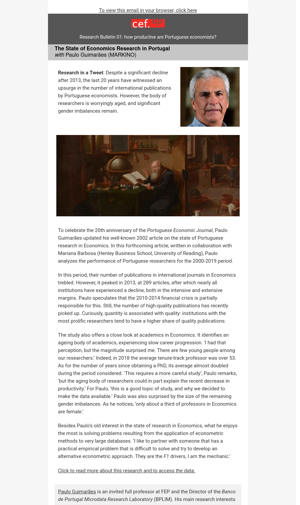 To view this email in your browser, click here
cef.
Research Bulletin 01: how productive are Portuguese economists?
The State of Economics Research in Portugal
with Paulo Guimarães (MARKINO)
Research in a Tweet: Despite a significant decline
after 2013, the last 20 years have witnessed an
upsurge in the number of international publications
by Portuguese economists. However, the body of
researchers is worryingly aged, and significant
gender imbalances remain.
To celebrate the 20th anniversary of the Portuguese Economic Journal, Paulo
Guimarães updated his well-known 2002 article on the state of Portuguese
research in Economics. In this forthcoming article, written in collaboration with
Mariana Barbosa (Henley Business School, University of Reading), Paulo
analyzes the performance of Portuguese researchers for the 2000-2019 period.
In this period, their number of publications in international journals in Economics
trebled. However, it peaked in 2013, at 289 articles, after which nearly all
institutions have experienced a decline, both in the intensive and extensive
margins. Paulo speculates that the 2010-2014 financial crisis is partially
responsible for this. Still, the number of high quality publications has recently
picked up. Curiously, quantity is associated with quality: institutions with the
most prolific researchers tend to have a higher share of quality publications.
The study also offers a close look at academics in Economics. It identifies an
ageing body of academics, experiencing slow career progression. 'I had that
perception, but the magnitude surprised me. There are few young people among
our researchers.' Indeed, in 2018 the average tenure-track professor was over 53.
As for the number of years since obtaining a PhD, its average almost doubled
during the period considered. 'This requires a more careful study', Paulo remarks,
'but the aging body of researchers could in part explain the recent decrease in
productivity.' For Paulo, 'this is a good topic of study, and why we decided to
make the data available.' Paulo was also surprised by the size of the remaining
gender imbalances. As he notices, 'only about a third of professors in Economics
are female.'
Besides Paulo's old interest in the state of research in Economics, what he enjoys
the most is solving problems resulting from the application of econometric
methods to very large databases. 'I like to partner with someone that has a
practical empirical problem that is difficult to solve and try to develop an
alternative econometric approach. They are the F1 drivers, I am the mechanic.'
Click to read more about this research and to access the data.
Paulo Guimarães is an invited full professor at FEP and the Director of the Banco
de Portugal Microdata Research Laboratory (BPLIM). His main research interests